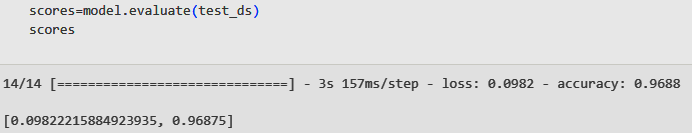 scores=model.evaluate(test_ds)
scores
14/14 [==============================] - 3s 157ms/step - loss: 0.0982 - accuracy: 0.9688
[0.09822215884923935, 0.96875]